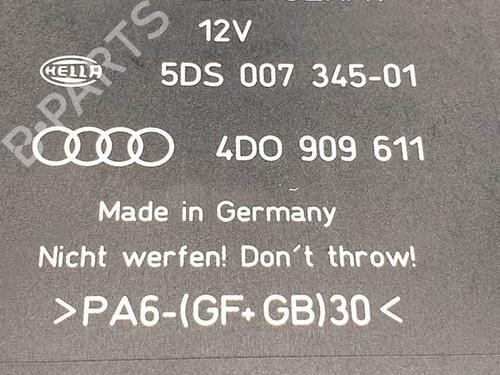 12V
HELLA 5DS 007 345-01
4DO 909 611
Made in Germany
Nicht werfen! Don´t throw!
>PA6-(GF+GB)30<
B-PARTS